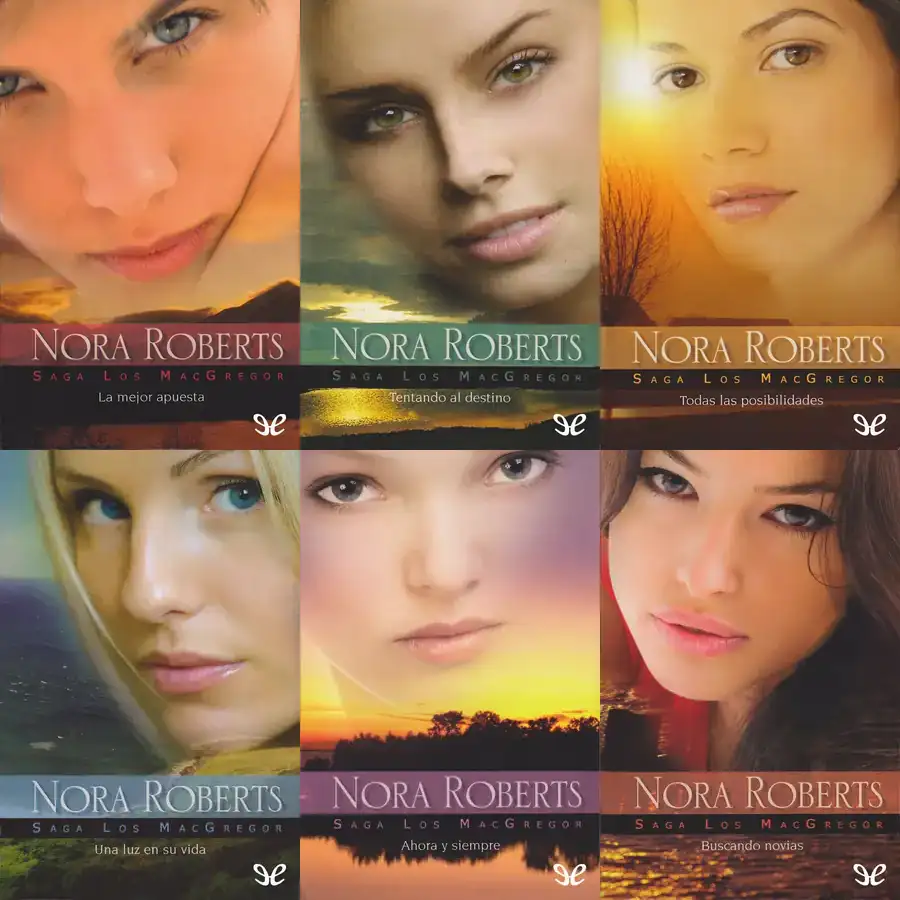 NORA ROBERTS
SAGA LOS MACGREGOR
La mejor apuesta
NORA ROBERTS
SAGA LOS MACGREGOR
Tentando al destino
NORA ROBERTS
SAGA LOS MACGREGOR
Todas las posibilidades
NORA ROBERTS
SAGA LOS MACGREGOR
Una luz en su vida
NORA ROBERTS
SAGA LOS MACGREGOR
Ahora y siempre
NORA ROBERTS
SAGA LOS MACGREGOR
Buscando novias